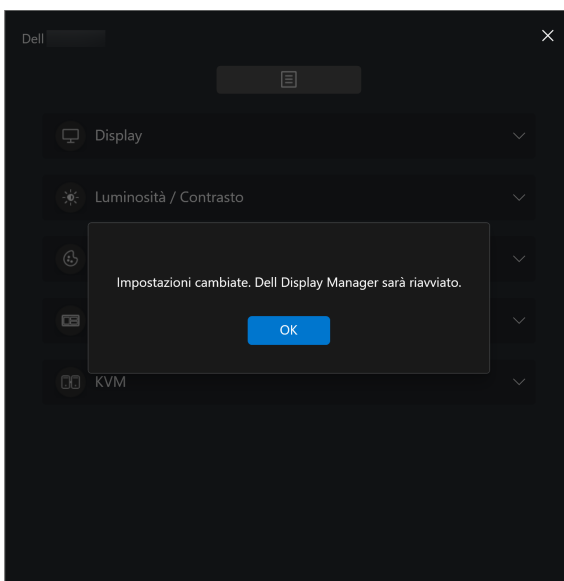 Dell
Display
Luminosità / Contrasto
Impostazioni cambiate. Dell Display Manager sarà riavviato.
OK
KVM